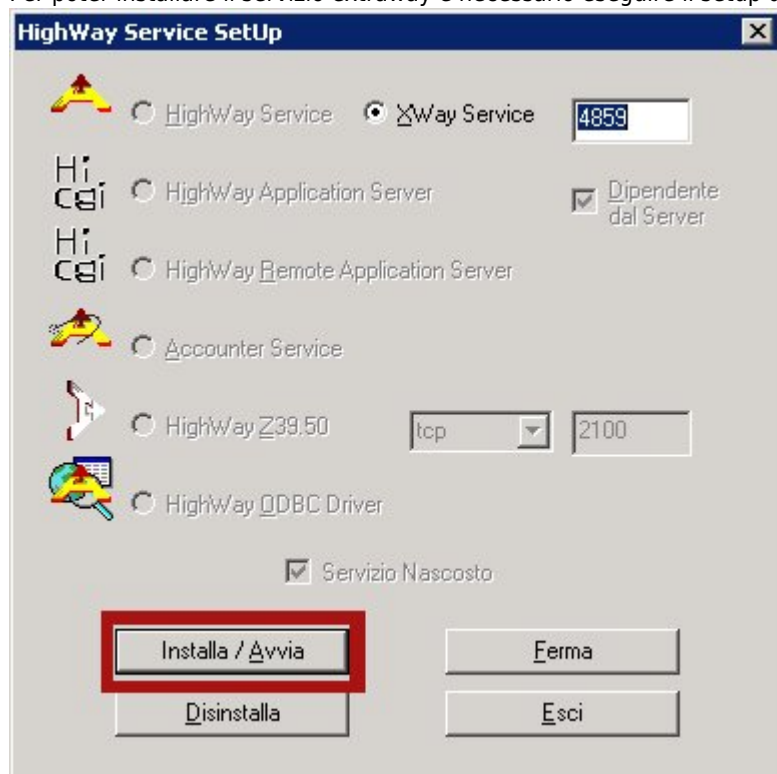 HighWay Service SetUp
HighWay Service XWay Service 4859
Hi.
cgi HighWay Application Server Dipendente
dal Server
Hi.
cgi HighWay Remote Application Server
Accounter Service
HighWay Z39.50 tcp 2100
HighWay ODBC Driver
Servizio Nascosto
Installa / Avvia Ferma
Disinstalla Esci